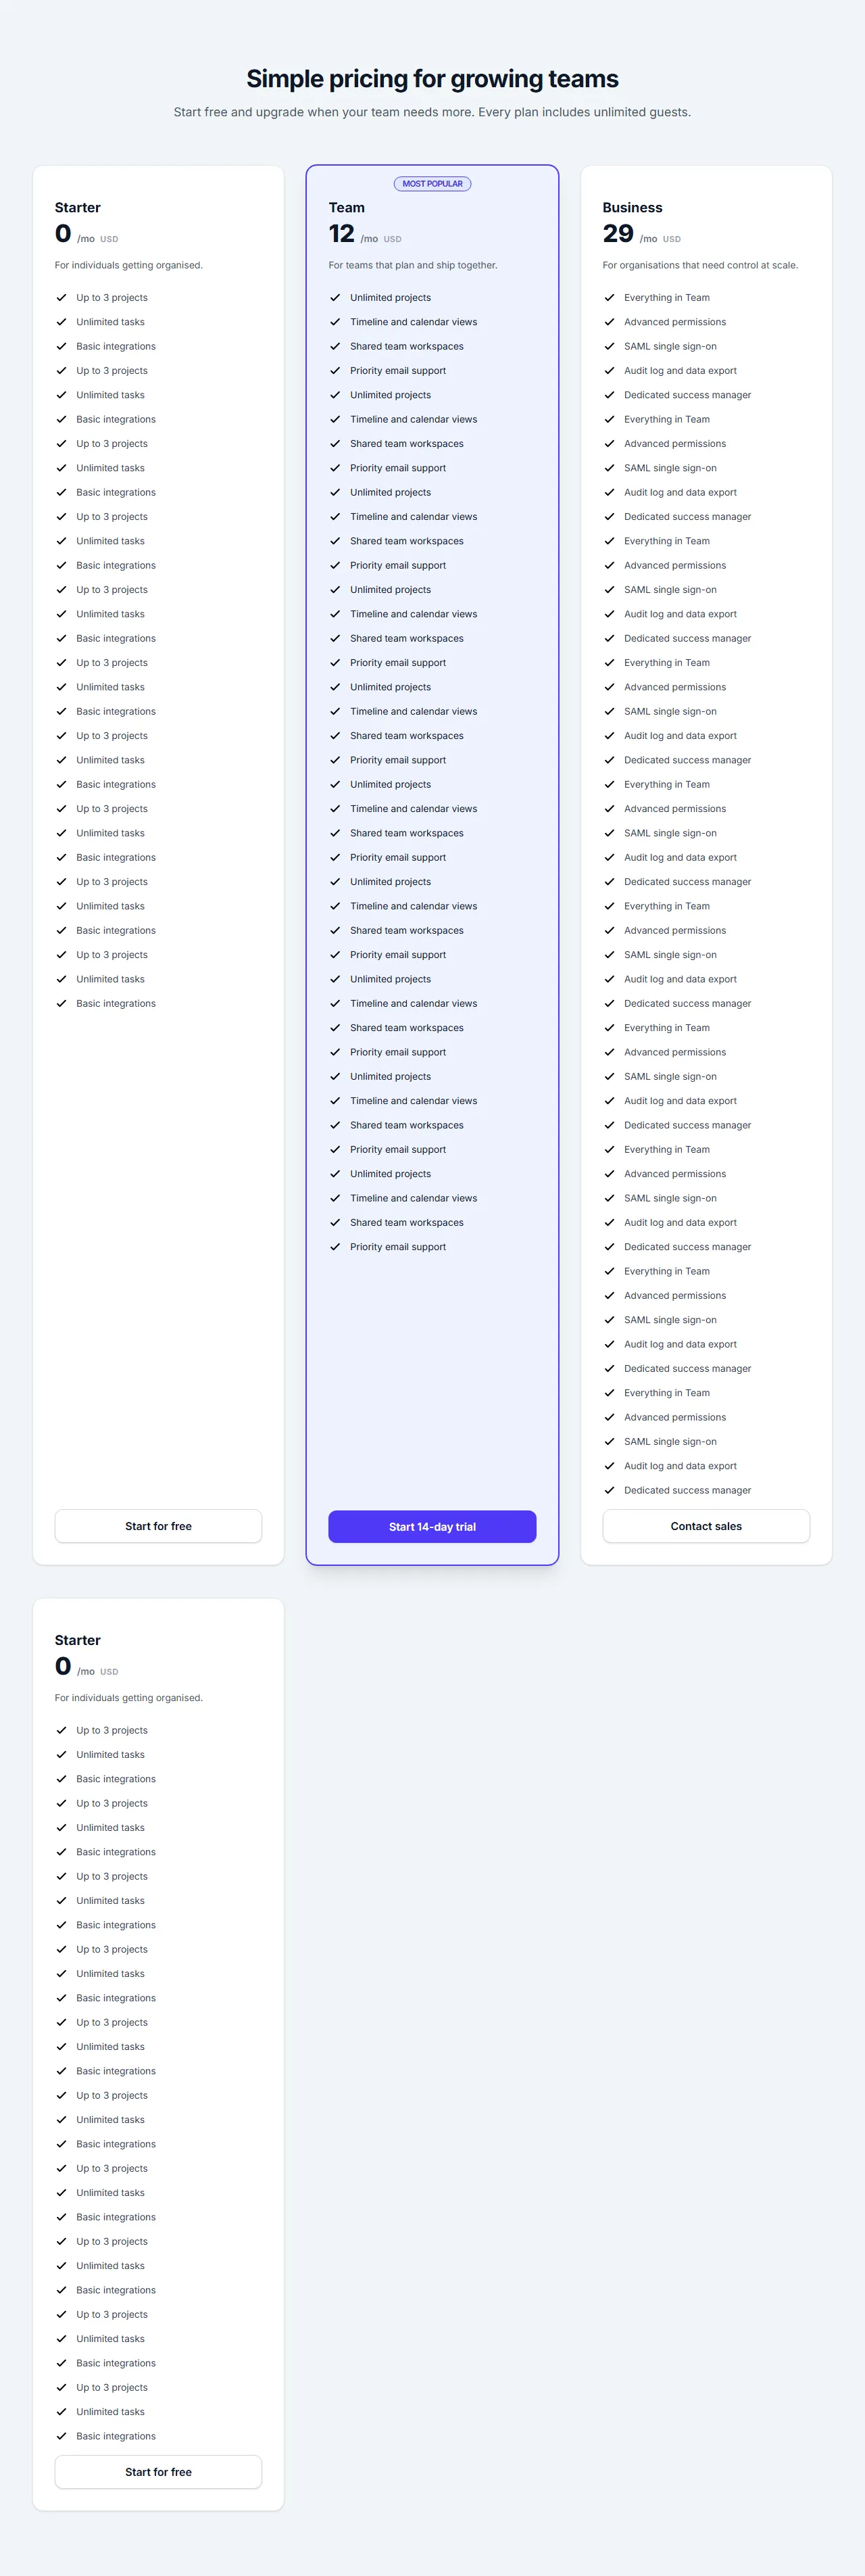 Simple pricing for growing teams
Start free and upgrade when your team needs more. Every plan includes unlimited guests.
Starter
0 /mo USD
For individuals getting organised.
Up to 3 projects
Unlimited tasks
Basic integrations
Up to 3 projects
Unlimited tasks
Basic integrations
Up to 3 projects
Unlimited tasks
Basic integrations
Up to 3 projects
Unlimited tasks
Basic integrations
Up to 3 projects
Unlimited tasks
Basic integrations
Up to 3 projects
Unlimited tasks
Basic integrations
Up to 3 projects
Unlimited tasks
Basic integrations
Up to 3 projects
Unlimited tasks
Basic integrations
Up to 3 projects
Unlimited tasks
Basic integrations
Up to 3 projects
Unlimited tasks
Basic integrations
Start for free
MOST POPULAR
Team
12 /mo USD
For teams that plan and ship together.
Unlimited projects
Timeline and calendar views
Shared team workspaces
Priority email support
Unlimited projects
Timeline and calendar views
Shared team workspaces
Priority email support
Unlimited projects
Timeline and calendar views
Shared team workspaces
Priority email support
Unlimited projects
Timeline and calendar views
Shared team workspaces
Priority email support
Unlimited projects
Timeline and calendar views
Shared team workspaces
Priority email support
Unlimited projects
Timeline and calendar views
Shared team workspaces
Priority email support
Unlimited projects
Timeline and calendar views
Shared team workspaces
Priority email support
Unlimited projects
Timeline and calendar views
Shared team workspaces
Priority email support
Unlimited projects
Timeline and calendar views
Shared team workspaces
Priority email support
Unlimited projects
Timeline and calendar views
Shared team workspaces
Priority email support
Start 14-day trial
Business
29 /mo USD
For organisations that need control at scale.
Everything in Team
Advanced permissions
SAML single sign-on
Audit log and data export
Dedicated success manager
Everything in Team
Advanced permissions
SAML single sign-on
Audit log and data export
Dedicated success manager
Everything in Team
Advanced permissions
SAML single sign-on
Audit log and data export
Dedicated success manager
Everything in Team
Advanced permissions
SAML single sign-on
Audit log and data export
Dedicated success manager
Everything in Team
Advanced permissions
SAML single sign-on
Audit log and data export
Dedicated success manager
Everything in Team
Advanced permissions
SAML single sign-on
Audit log and data export
Dedicated success manager
Everything in Team
Advanced permissions
SAML single sign-on
Audit log and data export
Dedicated success manager
Everything in Team
Advanced permissions
SAML single sign-on
Audit log and data export
Dedicated success manager
Everything in Team
Advanced permissions
SAML single sign-on
Audit log and data export
Dedicated success manager
Everything in Team
Advanced permissions
SAML single sign-on
Audit log and data export
Dedicated success manager
Contact sales
Starter
0 /mo USD
For individuals getting organised.
Up to 3 projects
Unlimited tasks
Basic integrations
Up to 3 projects
Unlimited tasks
Basic integrations
Up to 3 projects
Unlimited tasks
Basic integrations
Up to 3 projects
Unlimited tasks
Basic integrations
Up to 3 projects
Unlimited tasks
Basic integrations
Up to 3 projects
Unlimited tasks
Basic integrations
Up to 3 projects
Unlimited tasks
Basic integrations
Up to 3 projects
Unlimited tasks
Basic integrations
Up to 3 projects
Unlimited tasks
Basic integrations
Up to 3 projects
Unlimited tasks
Basic integrations
Start for free